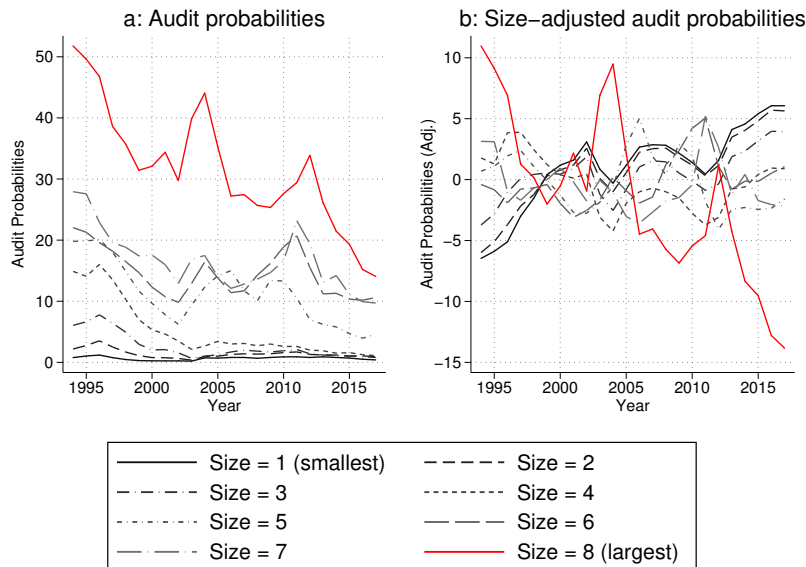 a: Audit probabilities
b: Size−adjusted audit probabilities
Audit Probabilities
50
40
30
20
10
0
1995 2000 2005 2010 2015
Year
Audit Probabilities (Adj.)
10
5
0
−5
−10
−15
1995 2000 2005 2010 2015
Year
Size = 1 (smallest) Size = 2
Size = 3 Size = 4
Size = 5 Size = 6
Size = 7 Size = 8 (largest)